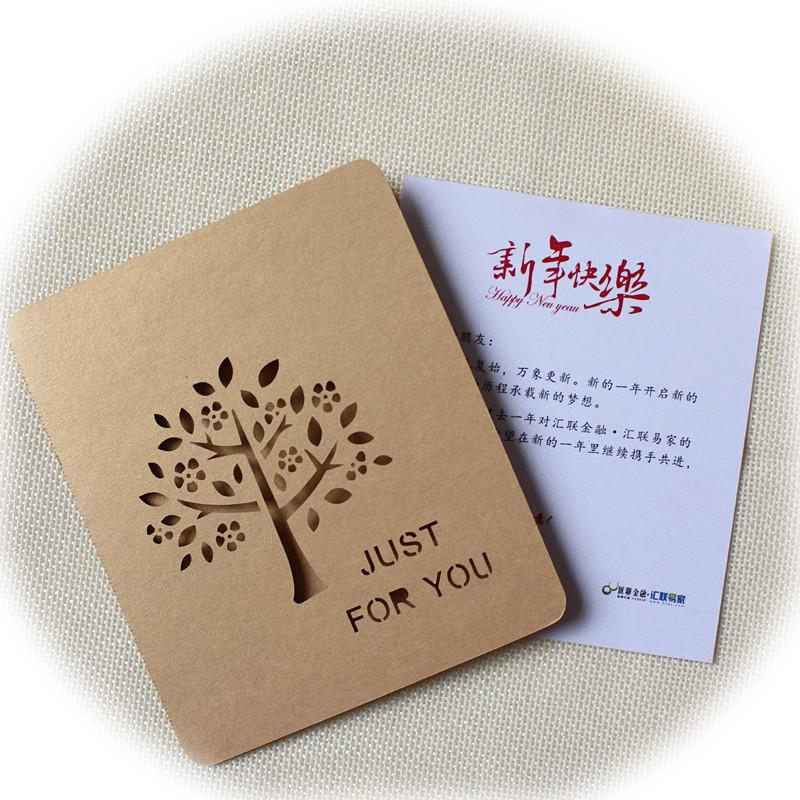 JUST
FOR YOU
新年快樂
Happy New year
朋友：
复始，万象更新。新的一年开启新的
历程承载新的梦想。
去一年对汇联金融·汇联易家的
望在新的一年里继续携手共进，
匯聯金融·汇联易家